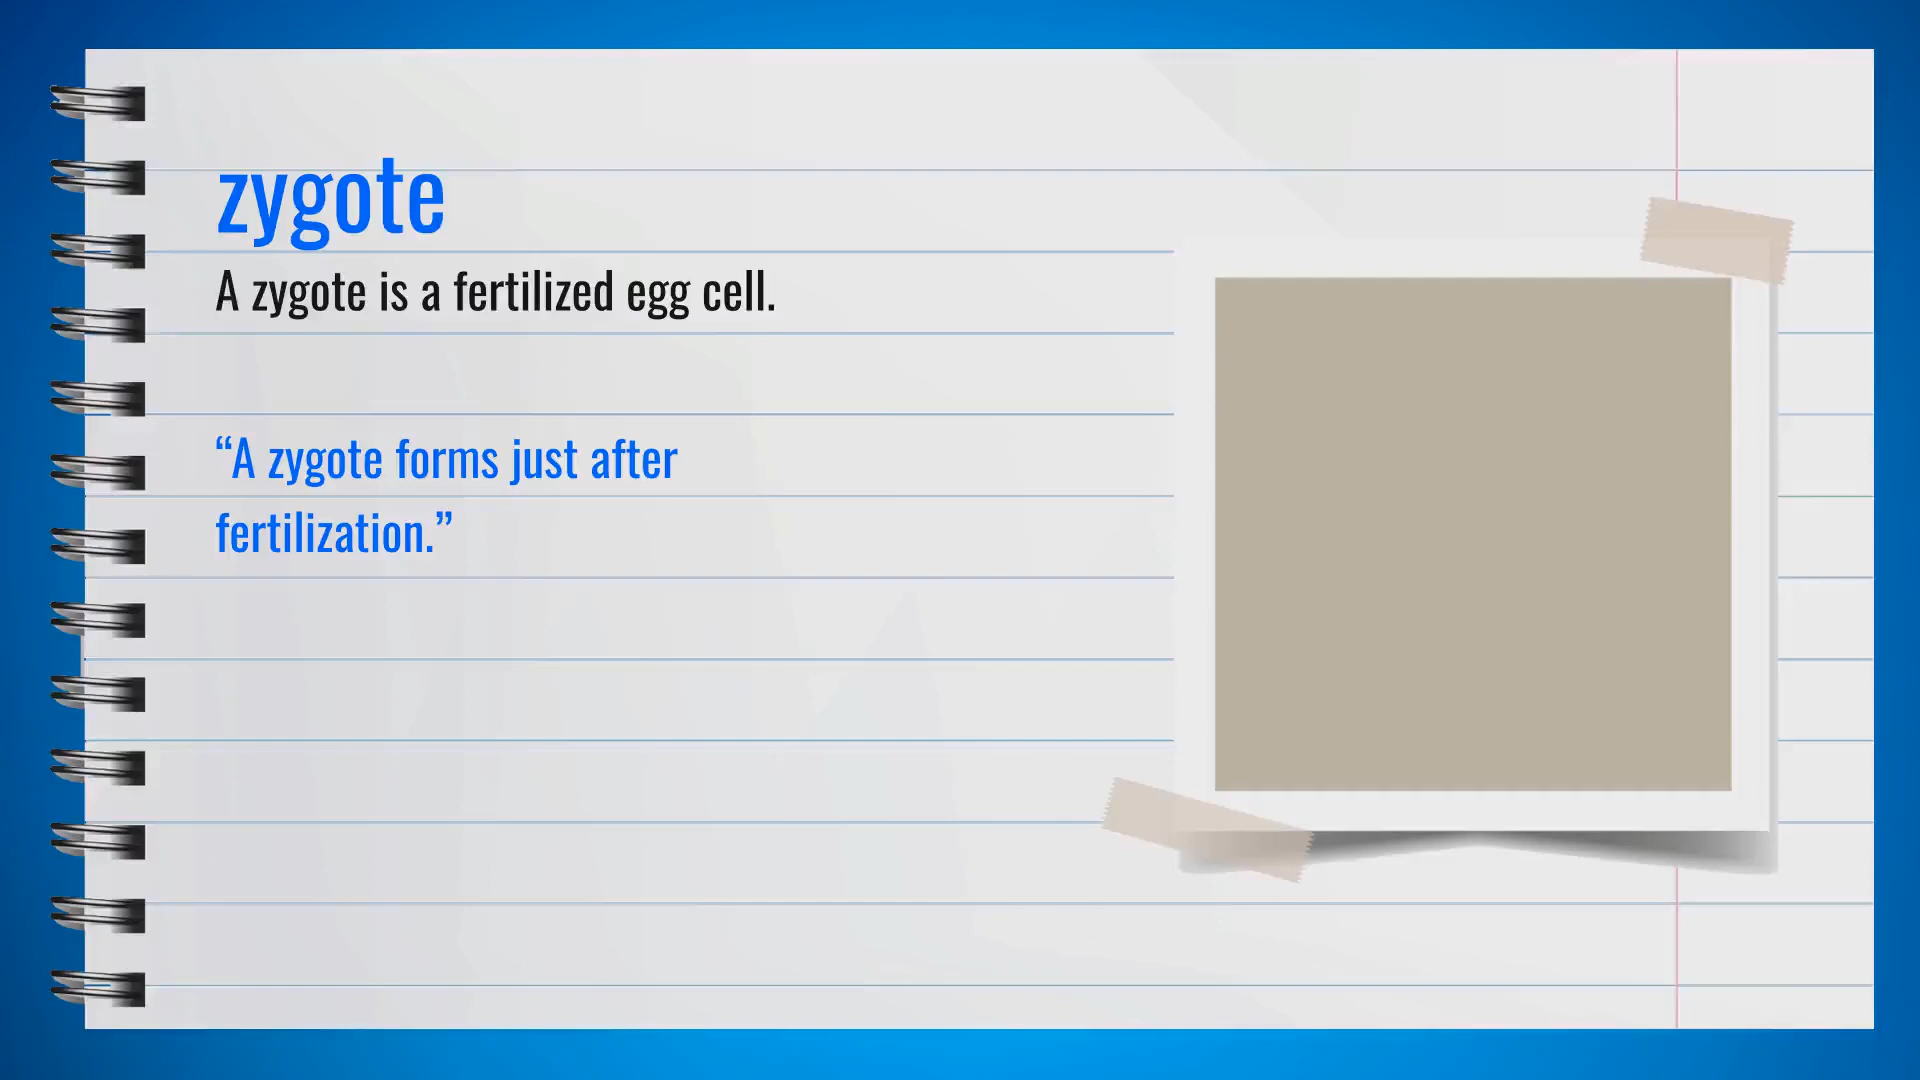 zygote
A zygote is a fertilized egg cell.
“A zygote forms just after
fertilization.”